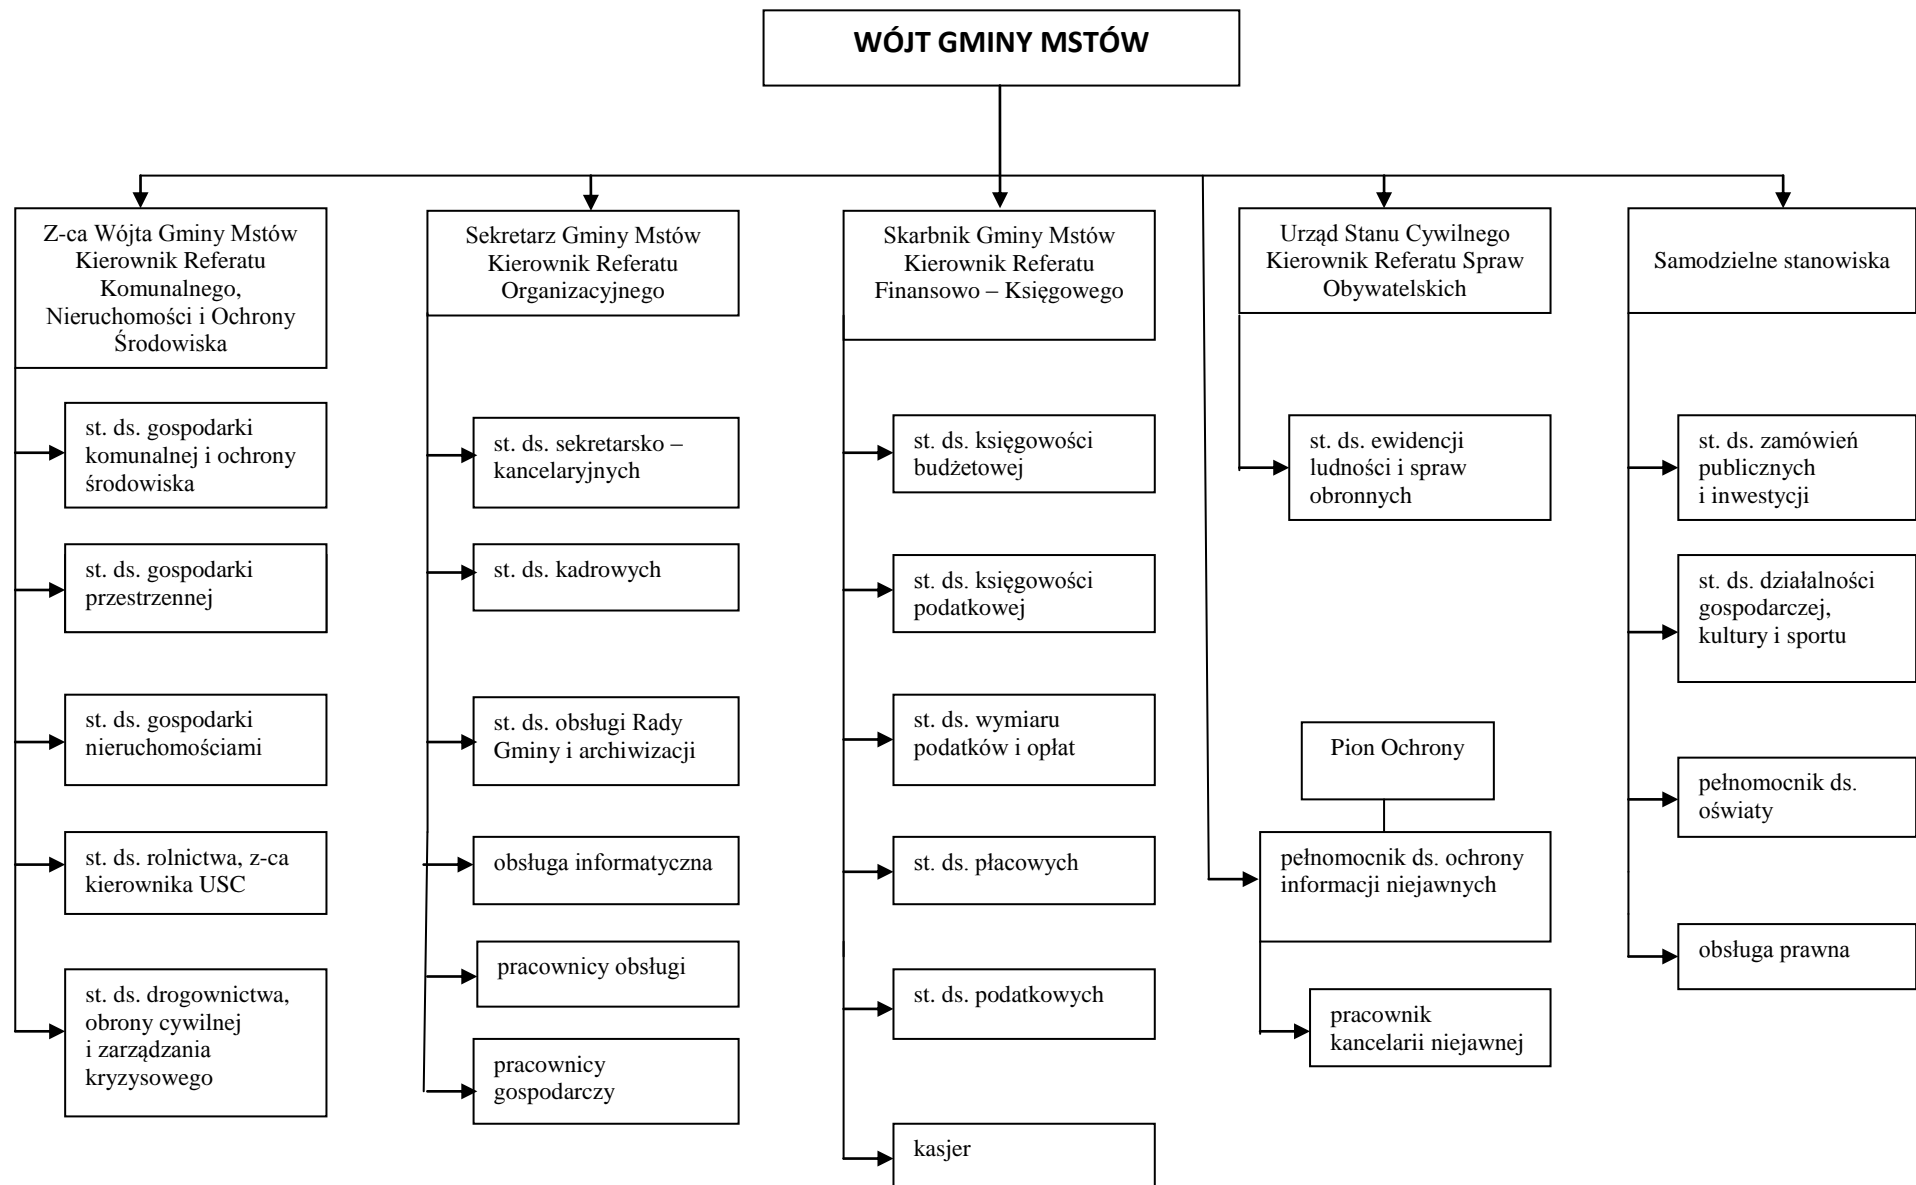 WÓJT GMINY MSTÓW
Z-ca Wójta Gminy Mstów
Kierownik Referatu
Komunalnego,
Nieruchomości i Ochrony
Środowiska
st. ds. gospodarki
komunalnej i ochrony
środowiska
st. ds. gospodarki
przestrzennej
st. ds. gospodarki
nieruchomościami
st. ds. rolnictwa, z-ca
kierownika USC
st. ds. drogownictwa,
obrony cywilnej
i zarządzania
kryzysowego
Sekretarz Gminy Mstów
Kierownik Referatu
Organizacyjnego
st. ds. sekretarsko –
kancelaryjnych
st. ds. kadrowych
st. ds. obsługi Rady
Gminy i archiwizacji
obsługa informatyczna
pracownicy obsługi
pracownicy
gospodarczy
Skarbnik Gminy Mstów
Kierownik Referatu
Finansowo – Księgowego
st. ds. księgowości
budżetowej
st. ds. księgowości
podatkowej
st. ds. wymiaru
podatków i opłat
st. ds. płacowych
st. ds. podatkowych
kasjer
Urząd Stanu Cywilnego
Kierownik Referatu Spraw
Obywatelskich
st. ds. ewidencji
ludności i spraw
obronnych
Pion Ochrony
pełnomocnik ds. ochrony
informacji niejawnych
pracownik
kancelarii niejawnej
Samodzielne stanowiska
st. ds. zamówień
publicznych
i inwestycji
st. ds. działalności
gospodarczej,
kultury i sportu
pełnomocnik ds.
oświaty
obsługa prawna